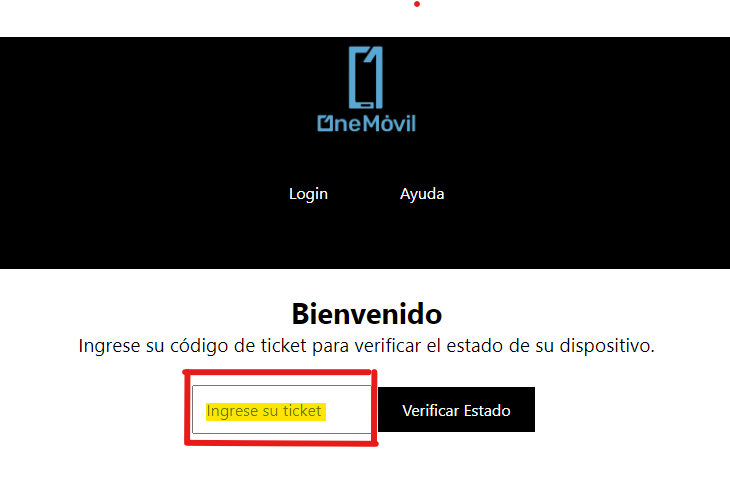 OneMóvil
Login Ayuda
Bienvenido
Ingrese su código de ticket para verificar el estado de su dispositivo.
Ingrese su ticket Verificar Estado